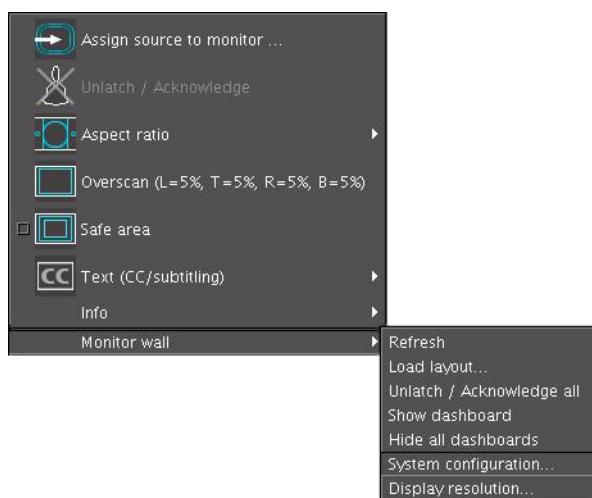 Assign source to monitor ...
Unlatch / Acknowledge
Aspect ratio
Overscan (L=5%, T=5%, R=5%, B=5%)
Safe area
CC Text (CC/subtitling)
Info
Monitor wall
Refresh
Load layout...
Unlatch / Acknowledge all
Show dashboard
Hide all dashboards
System configuration...
Display resolution...